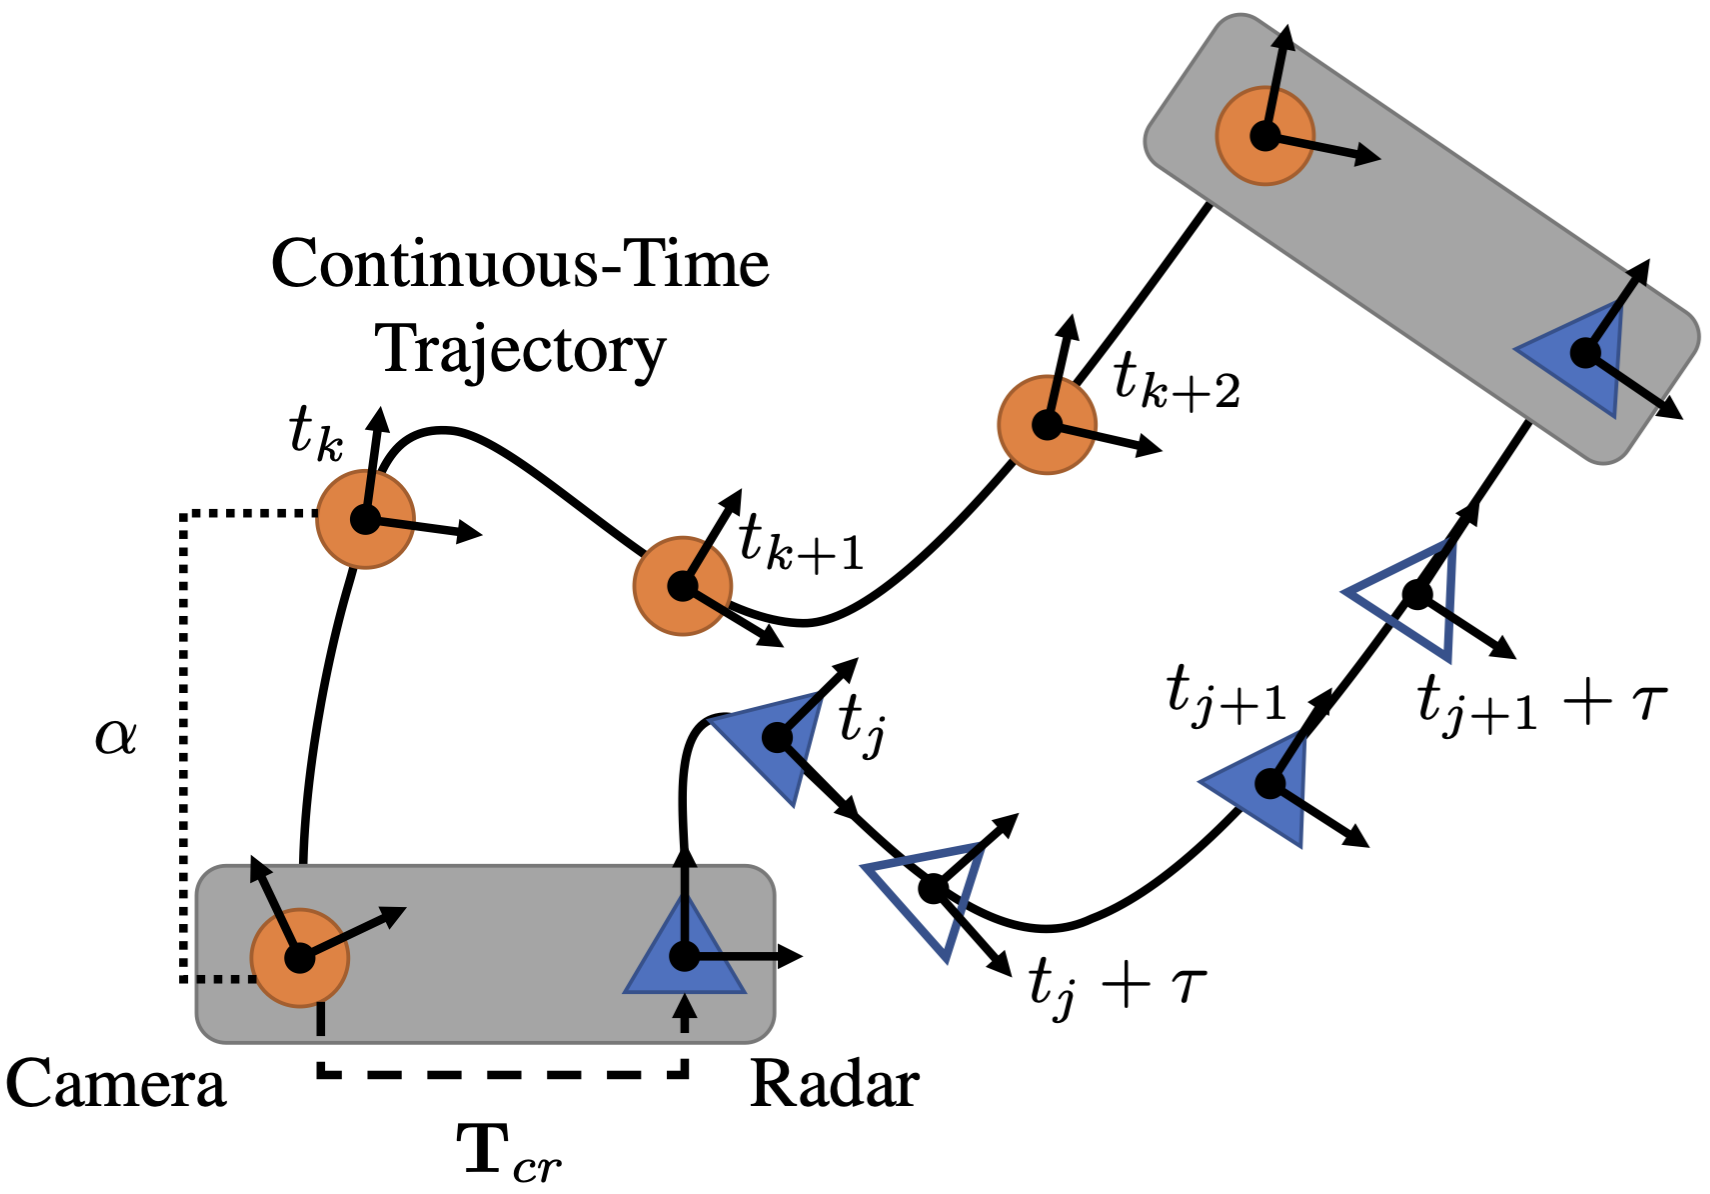 Continuous-Time
Trajectory
t_k
t_{k+1}
t_{k+2}
α
t_j
t_j + τ
t_{j+1}
t_{j+1} + τ
Camera
Radar
T_{cr}